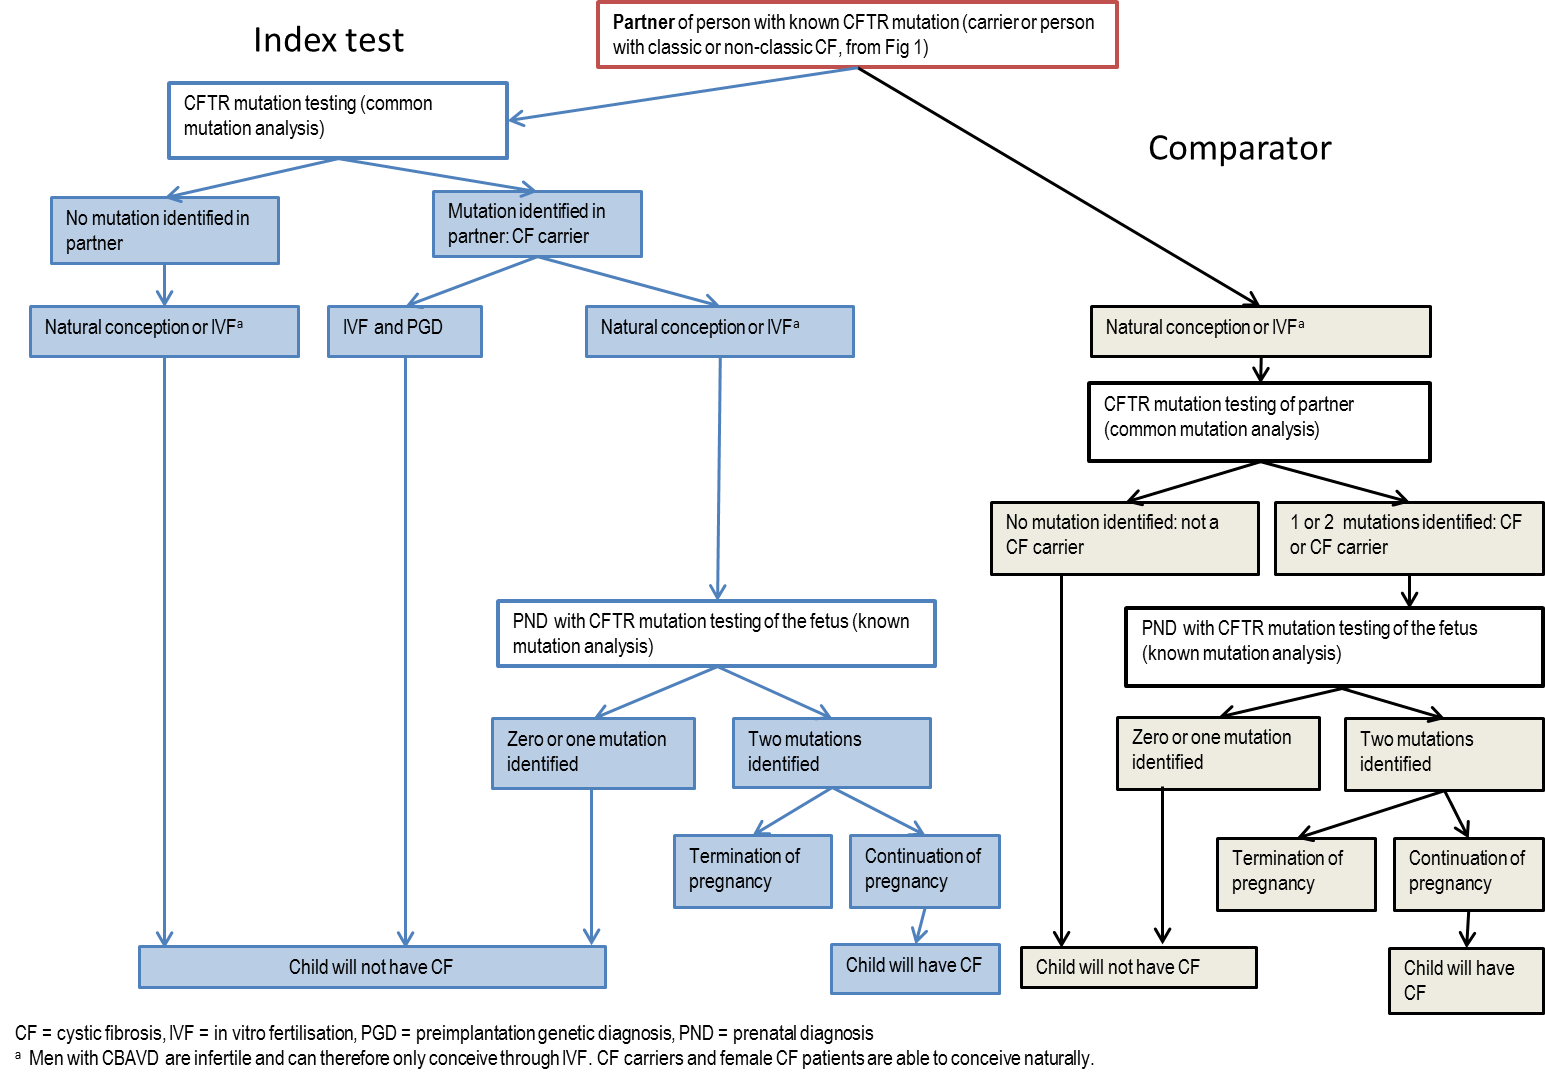 Partner of person with known CFTR mutation (carrier or person
with classic or non-classic CF, from Fig 1)
Index test
CFTR mutation testing (common
mutation analysis)
Comparator
No mutation identified in
partner
Mutation identified in
partner: CF carrier
Natural conception or IVFᵃ
IVF and PGD
Natural conception or IVFᵃ
Natural conception or IVFᵃ
CFTR mutation testing of partner
(common mutation analysis)
No mutation identified: not a
CF carrier
1 or 2 mutations identified: CF
or CF carrier
PND with CFTR mutation testing of the fetus (known
mutation analysis)
PND with CFTR mutation testing of the fetus
(known mutation analysis)
Zero or one mutation
identified
Two mutations
identified
Zero or one mutation
identified
Two mutations
identified
Termination of
pregnancy
Continuation of
pregnancy
Termination of
pregnancy
Continuation of
pregnancy
Child will not have CF
Child will have CF
Child will not have CF
Child will have
CF
CF = cystic fibrosis, IVF = in vitro fertilisation, PGD = preimplantation genetic diagnosis, PND = prenatal diagnosis
ᵃ Men with CBAVD are infertile and can therefore only conceive through IVF. CF carriers and female CF patients are able to conceive naturally.